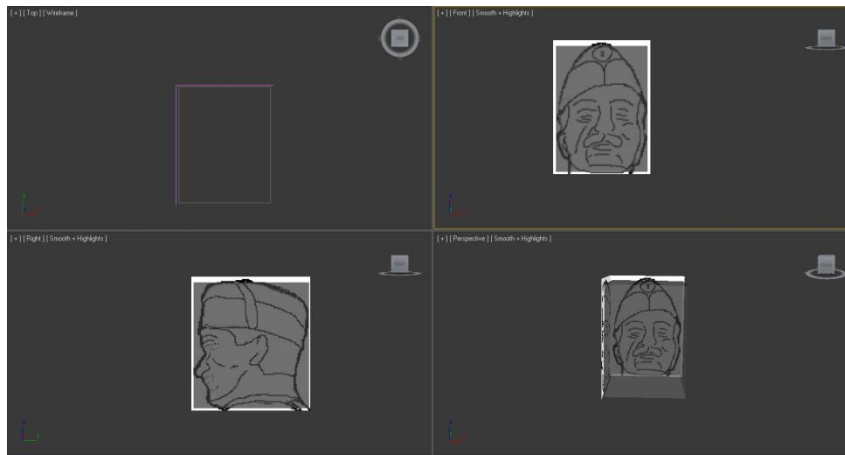 [ + ] [ Top ] [ Wireframe ]
[ + ] [ Front ] [ Smooth + Highlights ]
[ + ] [ Right ] [ Smooth + Highlights ]
[ + ] [ Perspective ] [ Smooth + Highlights ]